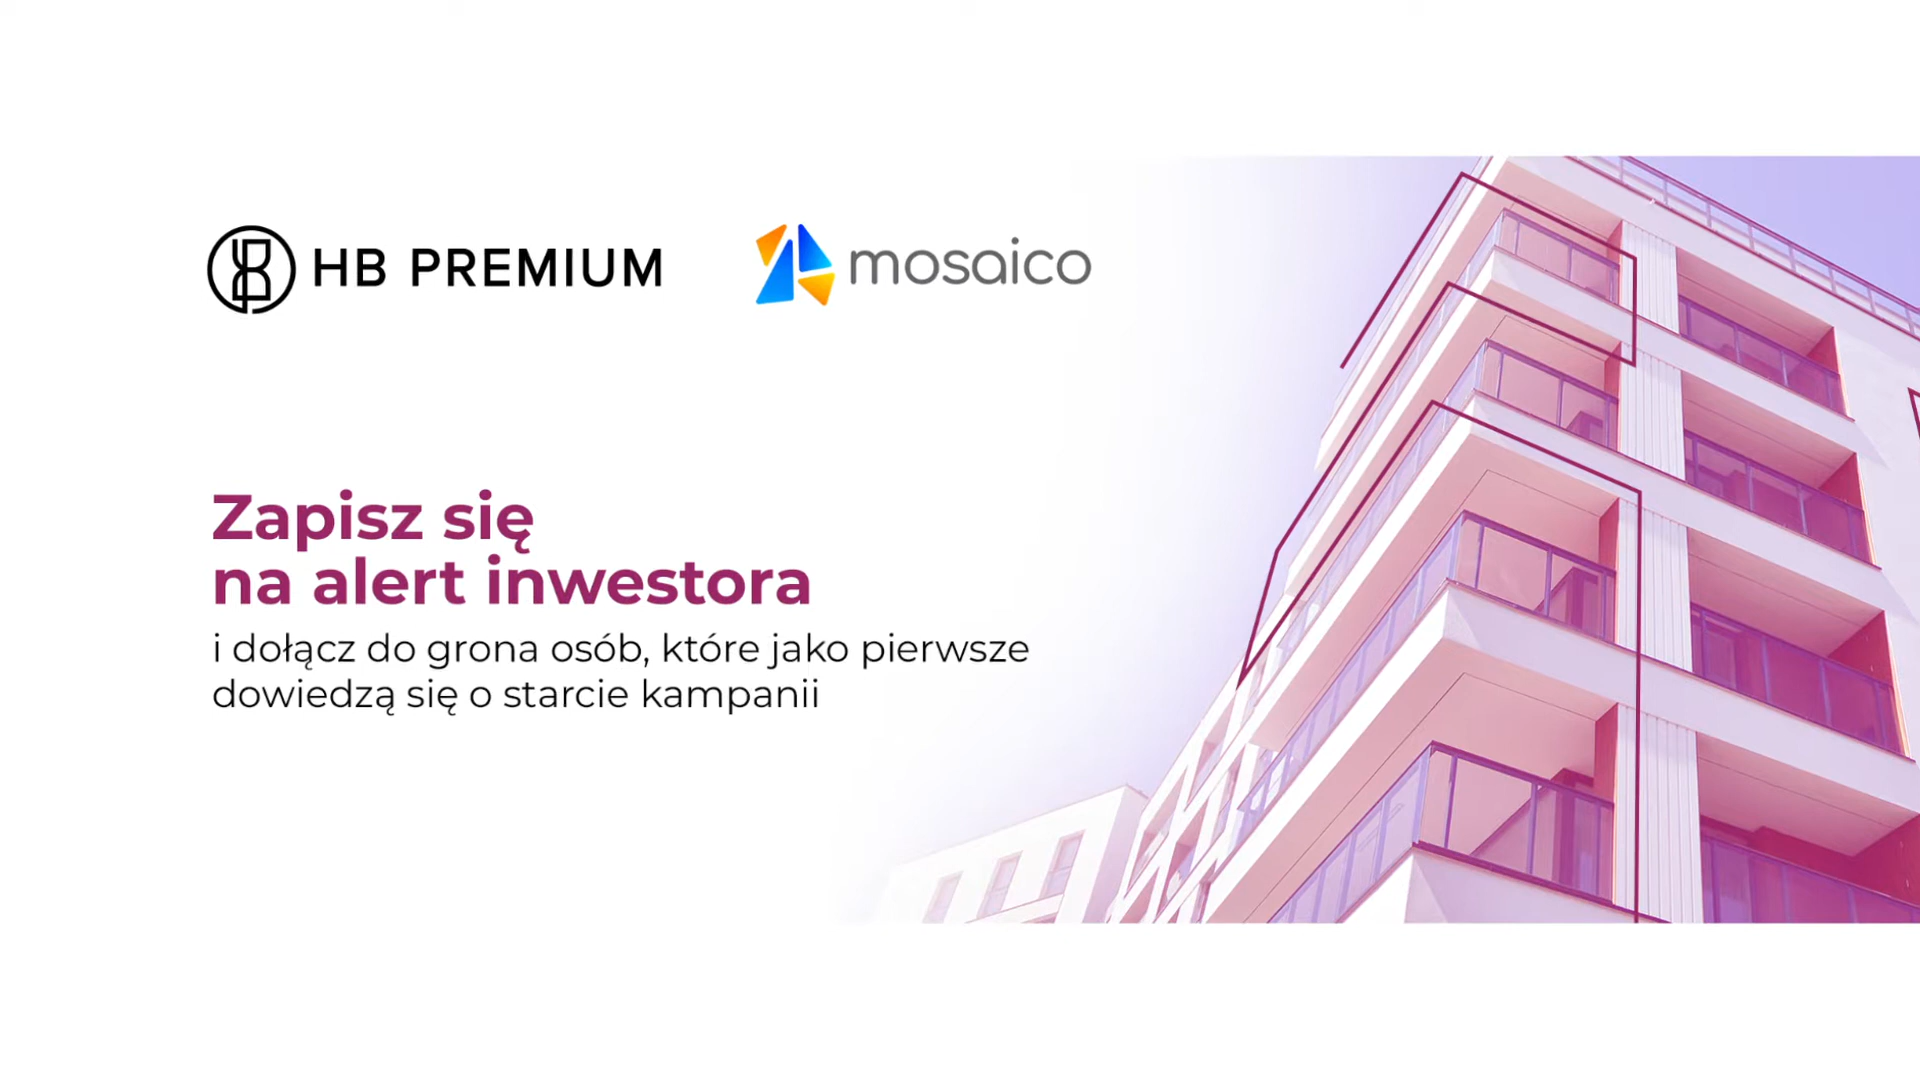 HB PREMIUM
mosaico
Zapisz się
na alert inwestora
i dołącz do grona osób, które jako pierwsze
dowiedzą się o starcie kampanii